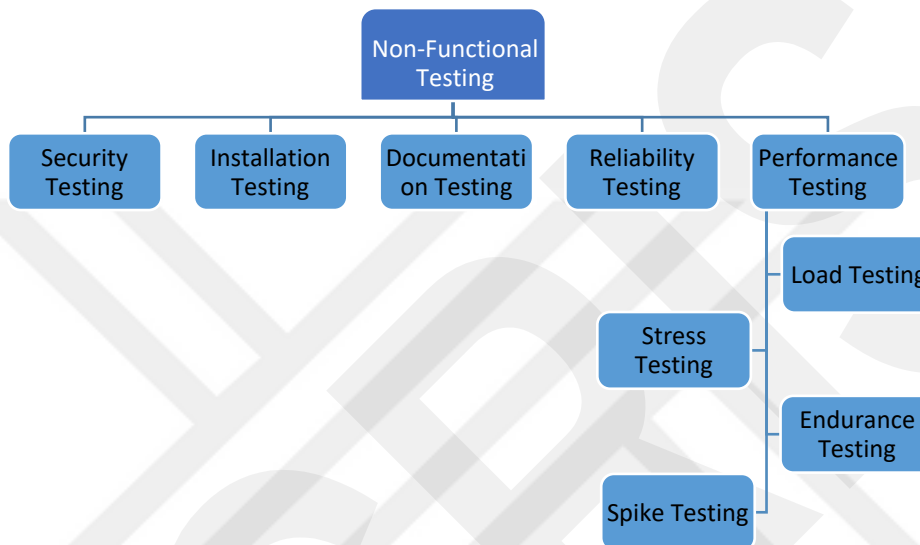 Non-Functional
Testing
Security
Testing
Installation
Testing
Documentati
on Testing
Reliability
Testing
Performance
Testing
Load Testing
Stress
Testing
Endurance
Testing
Spike Testing